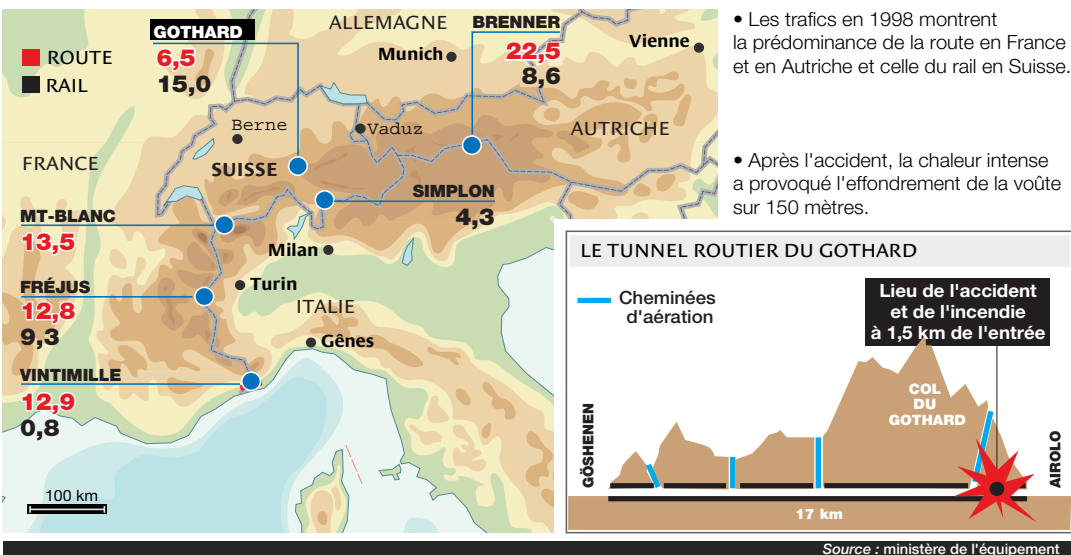 ROUTE
RAIL
GOTHARD
6,5
15,0
ALLEMAGNE
Munich
BRENNER
22,5
8,6
Vienne
Berne
Vaduz
AUTRICHE
FRANCE
SUISSE
SIMPLON
4,3
MT-BLANC
13,5
Milan
FRÉJUS
12,8
9,3
Turin
ITALIE
Gênes
VINTIMILLE
12,9
0,8
100 km
• Les trafics en 1998 montrent
la prédominance de la route en France
et en Autriche et celle du rail en Suisse.
• Après l'accident, la chaleur intense
a provoqué l'effondrement de la voûte
sur 150 mètres.
LE TUNNEL ROUTIER DU GOTHARD
Cheminées
d'aération
Lieu de l'accident
et de l'incendie
à 1,5 km de l'entrée
COL
DU
GOTHARD
GÖSHENEN
AIROLO
17 km
Source : ministère de l'équipement